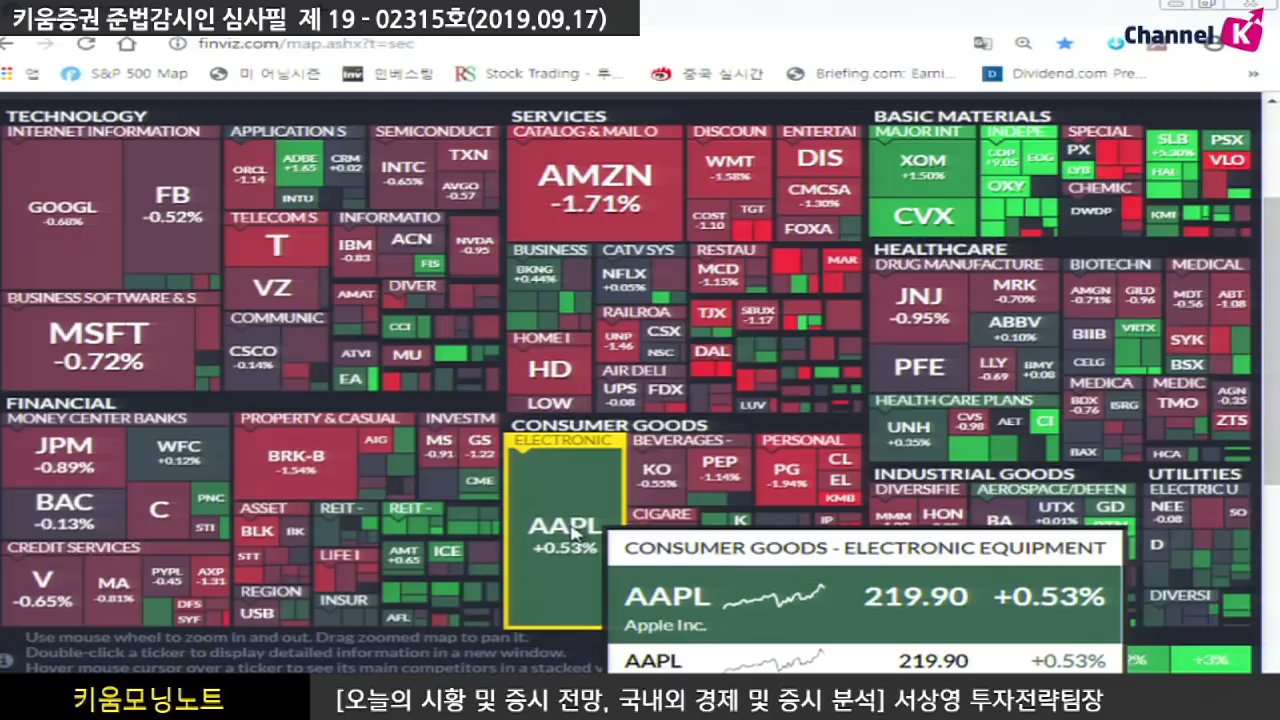 키움증권 준법감시인 심사필 제 19 - 02315호(2019.09.17)
Channel K
finviz.com/map.ashx?t=sec
앱 S&P 500 Map 미 어닝시즌 Inv 인베스팅 RS Stock Trading - 루... 중국 실시간 Briefing.com: Earni... D Dividend.com Pre... »
TECHNOLOGY
INTERNET INFORMATION
GOOGL
-0.68%
FB
-0.52%
APPLICATION S
ORCL
-1.14
ADBE
+1.65
CRM
+0.02
INTU
SEMICONDUCT
INTC
-0.65%
TXN
AVGO
-0.57
NVDA
-0.95
TELECOM S
T
VZ
INFORMATIO
IBM
-0.83
ACN
FIS
AMAT
DIVER
BUSINESS SOFTWARE & S
MSFT
-0.72%
COMMUNIC
CSCO
-0.14%
CCI
ATVI
MU
EA
SERVICES
CATALOG & MAIL O
AMZN
-1.71%
DISCOUN
WMT
-1.58%
COST
-1.10
TGT
ENTERTAI
DIS
CMCSA
-1.30%
FOXA
BUSINESS
BKNG
+0.44%
CATV SYS
NFLX
+0.05%
RESTAU
MCD
-1.15%
MAR
RAILROA
UNP
-1.46
CSX
NSC
TJX
SBUX
-1.17
HOME I
HD
LOW
DAL
AIR DELI
UPS
-0.08
FDX
LUV
BASIC MATERIALS
MAJOR INT
XOM
+1.50%
CVX
INDEPE
COP
+9.05
EOG
OXY
SPECIAL
PX
LYB
CHEMIC
DWDP
SLB
+5.30%
HAL
PSX
VLO
KMI
HEALTHCARE
DRUG MANUFACTURE
JNJ
-0.95%
MRK
-0.70%
ABBV
+0.10%
PFE
LLY
-0.69
BMY
+0.08
BIOTECHN
AMGN
-0.71%
GILD
-0.96
BIIB
VRTX
CELG
MEDICAL
MDT
-0.56
ABT
-1.08
SYK
BSX
HEALTH CARE PLANS
UNH
+0.35%
CVS
-0.98
AET
CI
MEDICA
BDX
-0.76
ISRG
BAX
MEDIC
TMO
AGN
-0.35
ZTS
HCA
FINANCIAL
MONEY CENTER BANKS
JPM
-0.89%
WFC
+0.12%
BAC
-0.13%
C
PNC
STI
PROPERTY & CASUAL
BRK-B
-1.54%
AIG
INVESTM
MS
-0.91
GS
-1.22
CME
ASSET
BLK
BK
STT
REIT -
REIT -
AMT
+0.65
ICE
LIFE I
CREDIT SERVICES
V
-0.65%
MA
-0.81%
PYPL
-0.45
AXP
-1.31
DFS
SYF
REGION
USB
INSUR
AFL
CONSUMER GOODS
ELECTRONIC
AAPL
+0.53%
BEVERAGES -
KO
-0.55%
PEP
-1.14%
PERSONAL
PG
-1.94%
CL
EL
KMB
CIGARE
K
IP
INDUSTRIAL GOODS
DIVERSIFIE
MMM
HON
AEROSPACE/DEFEN
BA
UTX
+0.01%
GD
UTILITIES
ELECTRIC U
NEE
-0.08
SO
D
DIVERSI
CONSUMER GOODS - ELECTRONIC EQUIPMENT
AAPL 219.90 +0.53%
Apple Inc.
AAPL 219.90 +0.53%
Use mouse wheel to zoom in and out. Drag zoomed map to pan it.
Double-click a ticker to display detailed information in a new window.
Hover mouse cursor over a ticker to see its main competitors in a stacked v
+3%
키움모닝노트
[오늘의 시황 및 증시 전망, 국내외 경제 및 증시 분석] 서상영 투자전략팀장